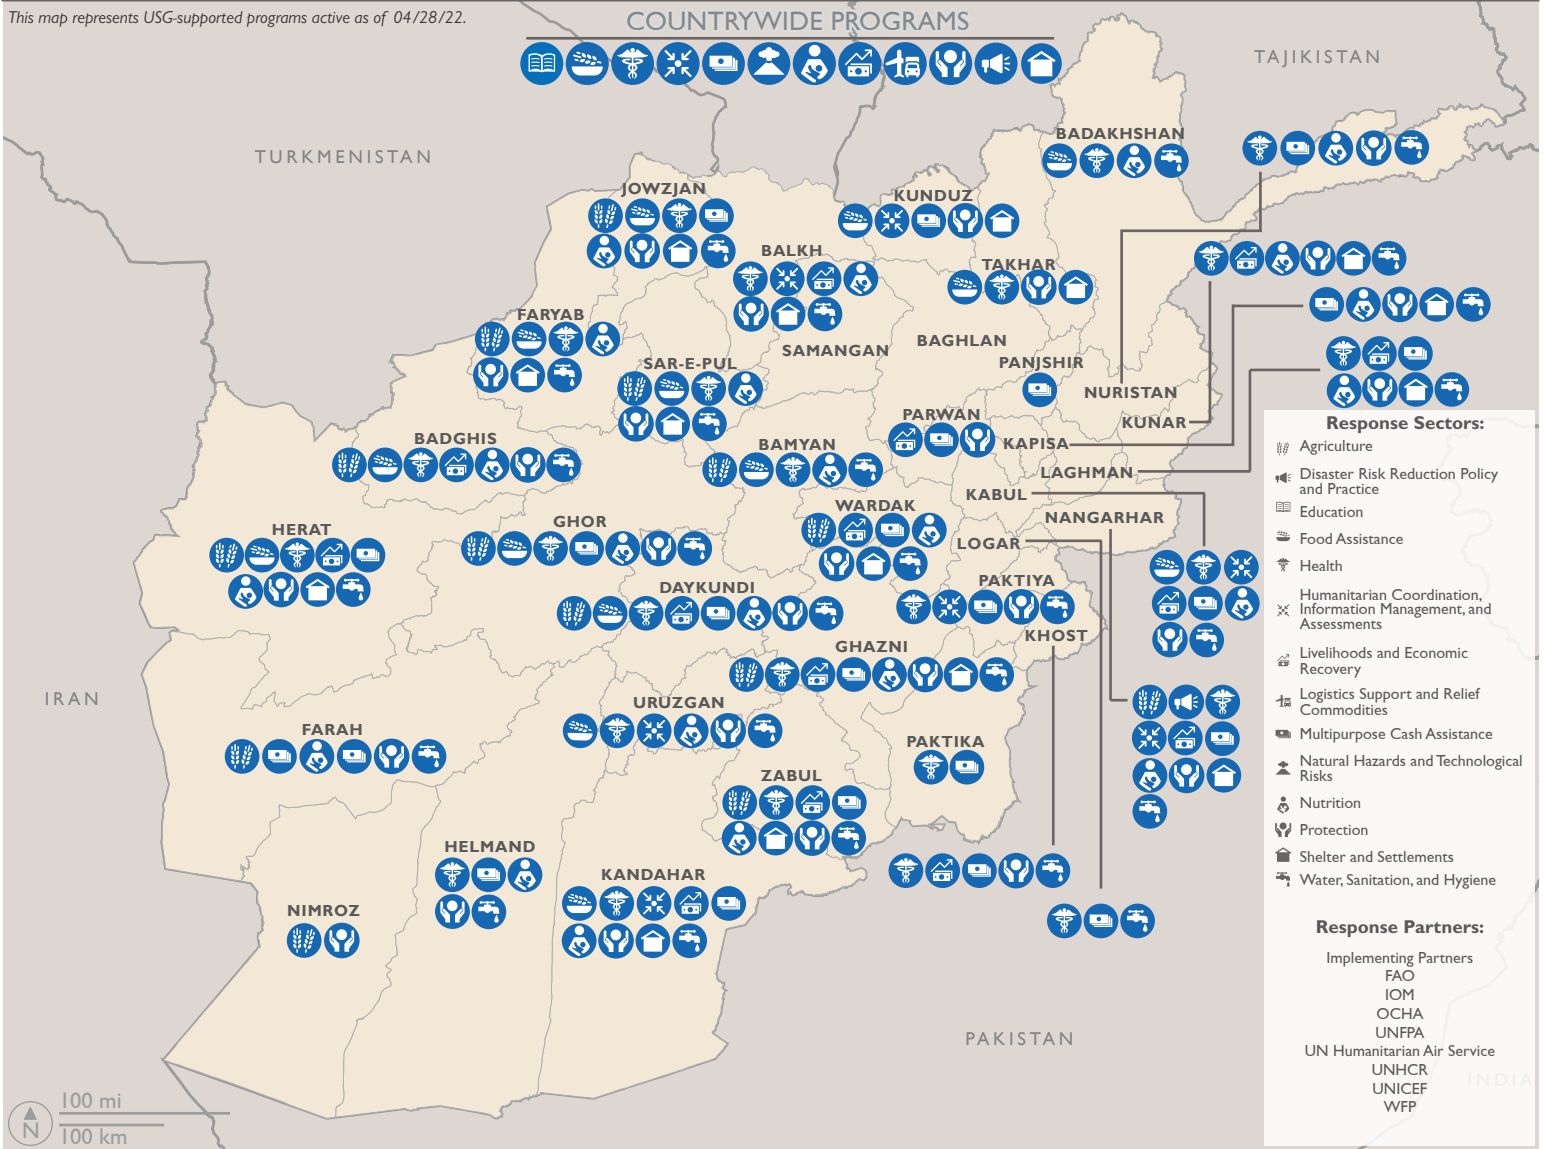 This map represents USG-supported programs active as of 04/28/22.
COUNTRYWIDE PROGRAMS
TAJIKISTAN
TURKMENISTAN
BADAKHSHAN
JOWZJAN
KUNDUZ
BALKH
TAKHAR
FARYAB
SAMANGAN
BAGHLAN
SAR-E-PUL
PANJSHIR
NURISTAN
PARWAN
KUNAR
BADGHIS
BAMYAN
KAPISA
LAGHMAN
KABUL
WARDAK
NANGARHAR
HERAT
GHOR
LOGAR
DAYKUNDI
PAKTIYA
KHOST
GHAZNI
IRAN
URUZGAN
FARAH
PAKTIKA
ZABUL
HELMAND
KANDAHAR
NIMROZ
PAKISTAN
INDIA
100 mi
100 km
N
Response Sectors:
Agriculture
Disaster Risk Reduction Policy
and Practice
Education
Food Assistance
Health
Humanitarian Coordination,
Information Management, and
Assessments
Livelihoods and Economic
Recovery
Logistics Support and Relief
Commodities
Multipurpose Cash Assistance
Natural Hazards and Technological
Risks
Nutrition
Protection
Shelter and Settlements
Water, Sanitation, and Hygiene
Response Partners:
Implementing Partners
FAO
IOM
OCHA
UNFPA
UN Humanitarian Air Service
UNHCR
UNICEF
WFP